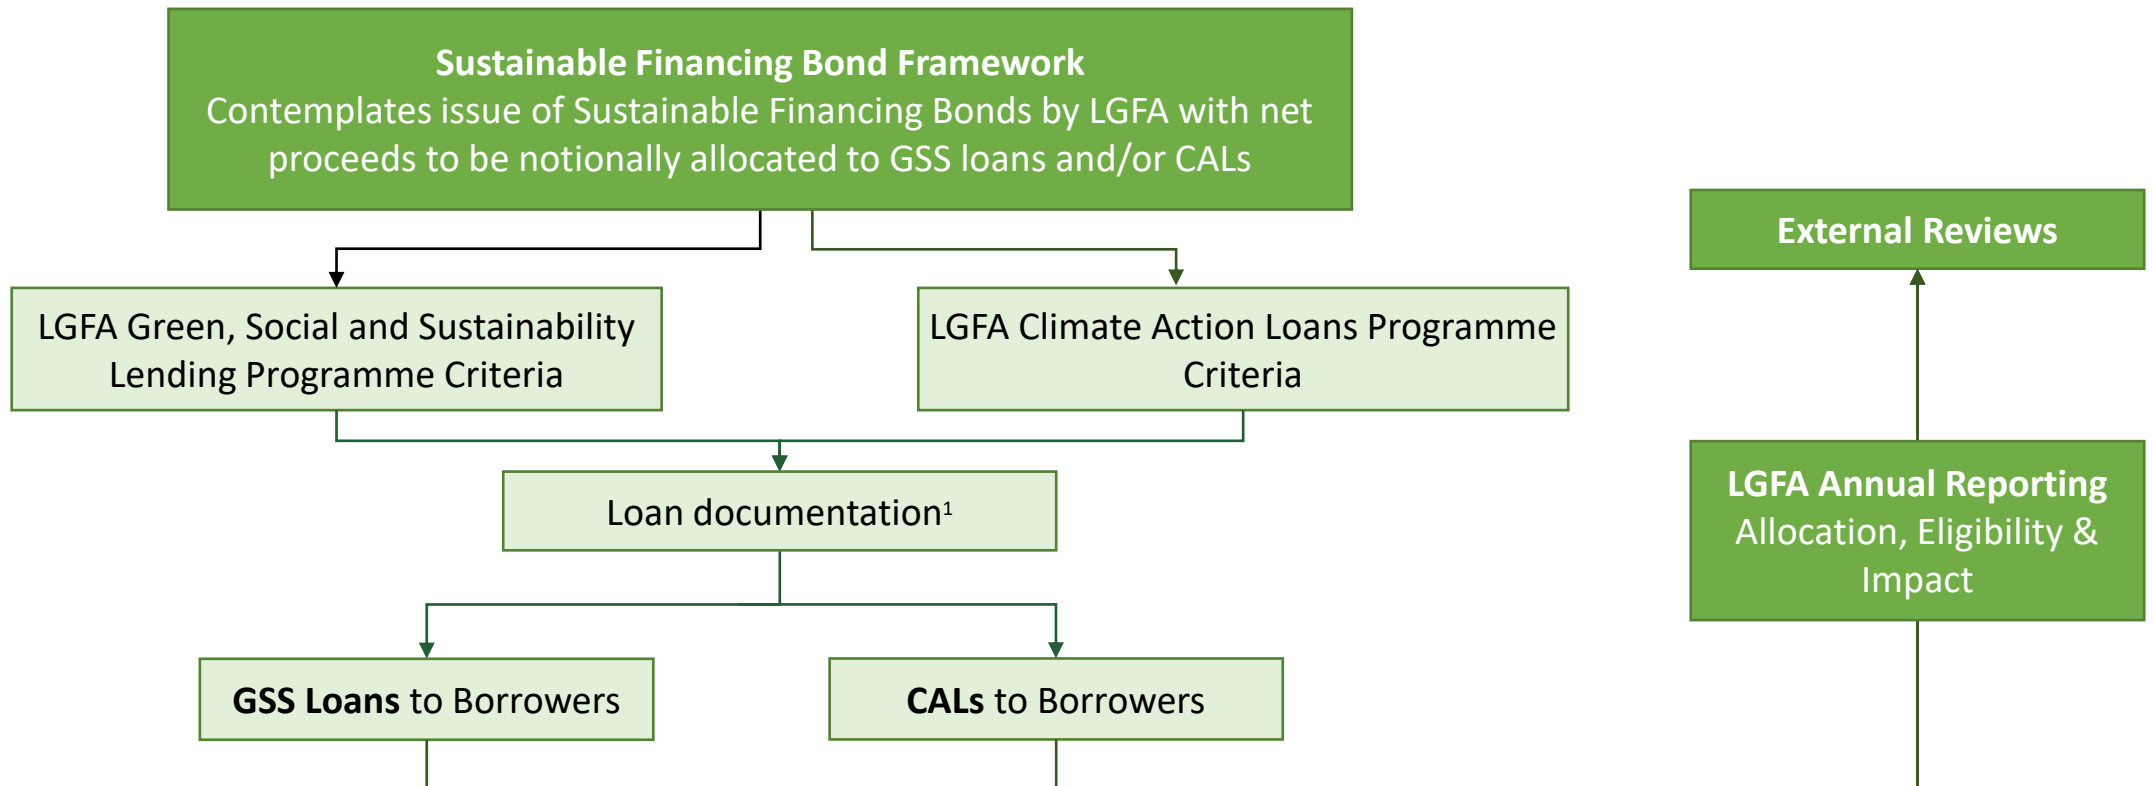 Sustainable Financing Bond Framework
Contemplates issue of Sustainable Financing Bonds by LGFA with net
proceeds to be notionally allocated to GSS loans and/or CALs
External Reviews
LGFA Green, Social and Sustainability
Lending Programme Criteria
LGFA Climate Action Loans Programme
Criteria
Loan documentation¹
LGFA Annual Reporting
Allocation, Eligibility &
Impact
GSS Loans to Borrowers
CALs to Borrowers